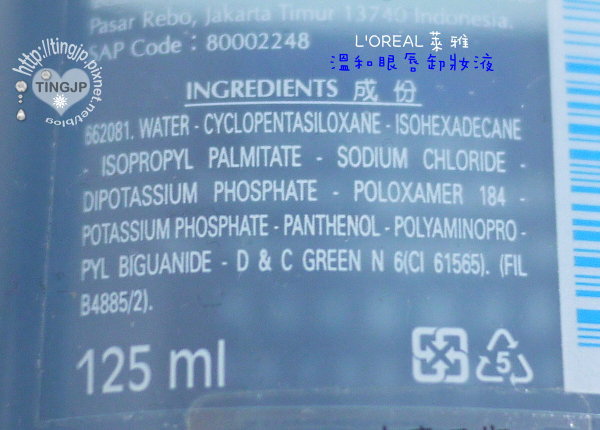 Pasar Rebo, Jakarta Timur 13740 Indonesia.
SAP Code : 80002248
L'OREAL 萊雅
溫和眼唇卸妝液
http://tingjp.pixnet.net/blog
TINGJP
INGREDIENTS 成份
662081. WATER - CYCLOPENTASILOXANE - ISOHEXADECANE
- ISOPROPYL PALMITATE - SODIUM CHLORIDE -
DIPOTASSIUM PHOSPHATE - POLOXAMER 184 -
POTASSIUM PHOSPHATE - PANTHENOL - POLYAMINOPRO-
PYL BIGUANIDE - D & C GREEN N 6(CI 61565). (FIL
B4885/2).
125 ml
5